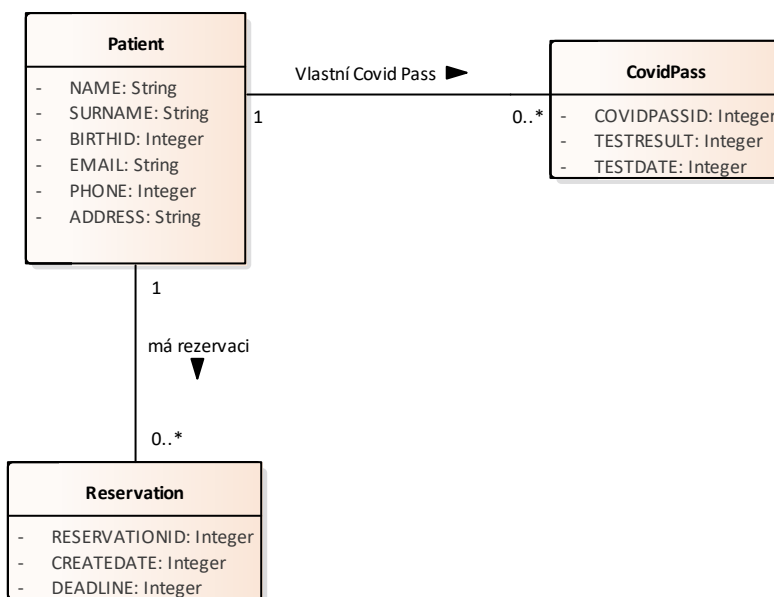 Patient
- NAME: String
- SURNAME: String
- BIRTHID: Integer
- EMAIL: String
- PHONE: Integer
- ADDRESS: String
Vlastní Covid Pass
1
0..*
CovidPass
- COVIDPASSID: Integer
- TESTRESULT: Integer
- TESTDATE: Integer
1
má rezervaci
0..*
Reservation
- RESERVATIONID: Integer
- CREATEDATE: Integer
- DEADLINE: Integer